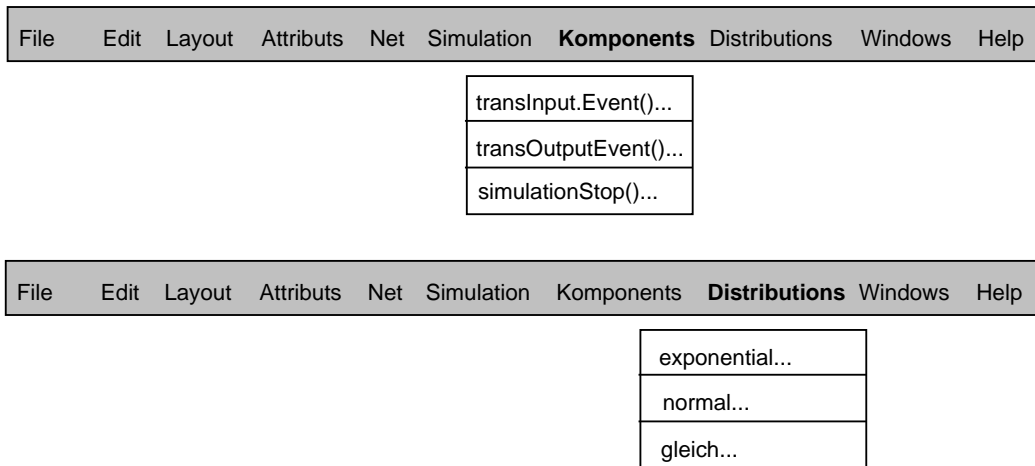 File Edit Layout Attributs Net Simulation Komponents Distributions Windows Help
transInput.Event()...
transOutputEvent()...
simulationStop()...
File Edit Layout Attributs Net Simulation Komponents Distributions Windows Help
exponential...
normal...
gleich...